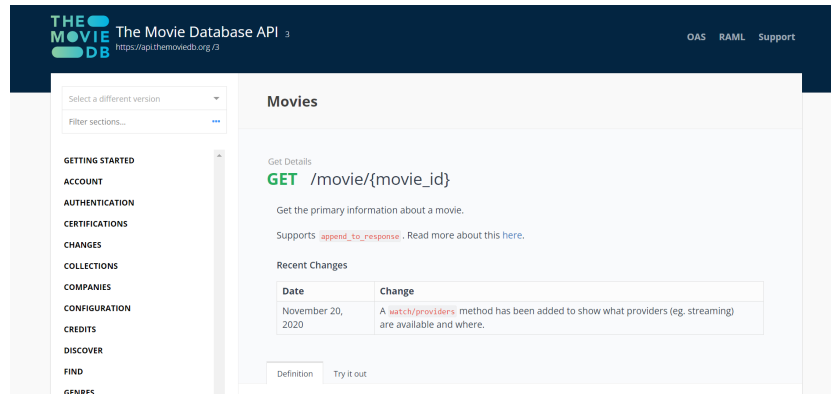 THE
MOVIE
DB
The Movie Database API 3
https://api.themoviedb.org /3
OAS RAML Support
Select a different version
Filter sections...
GETTING STARTED
ACCOUNT
AUTHENTICATION
CERTIFICATIONS
CHANGES
COLLECTIONS
COMPANIES
CONFIGURATION
CREDITS
DISCOVER
FIND
GENRES
Movies
Get Details
GET /movie/{movie_id}
Get the primary information about a movie.
Supports append_to_response. Read more about this here.
Recent Changes
Date Change
November 20, A watch/providers method has been added to show what providers (eg. streaming)
2020 are available and where.
Definition Try it out